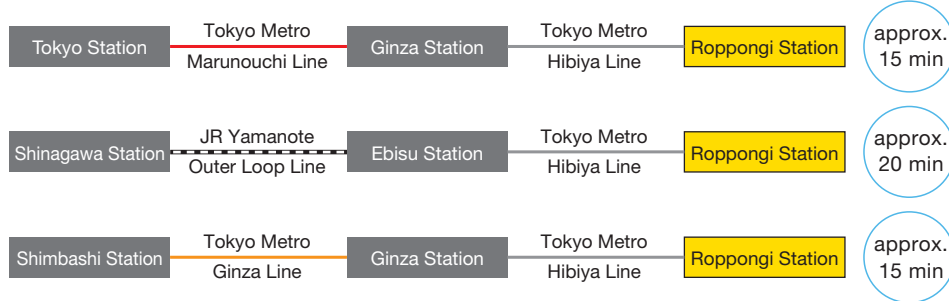 Tokyo Station
Tokyo Metro
Marunouchi Line
Ginza Station
Tokyo Metro
Hibiya Line
Roppongi Station
approx.
15 min
Shinagawa Station
JR Yamanote
Outer Loop Line
Ebisu Station
Tokyo Metro
Hibiya Line
Roppongi Station
approx.
20 min
Shimbashi Station
Tokyo Metro
Ginza Line
Ginza Station
Tokyo Metro
Hibiya Line
Roppongi Station
approx.
15 min